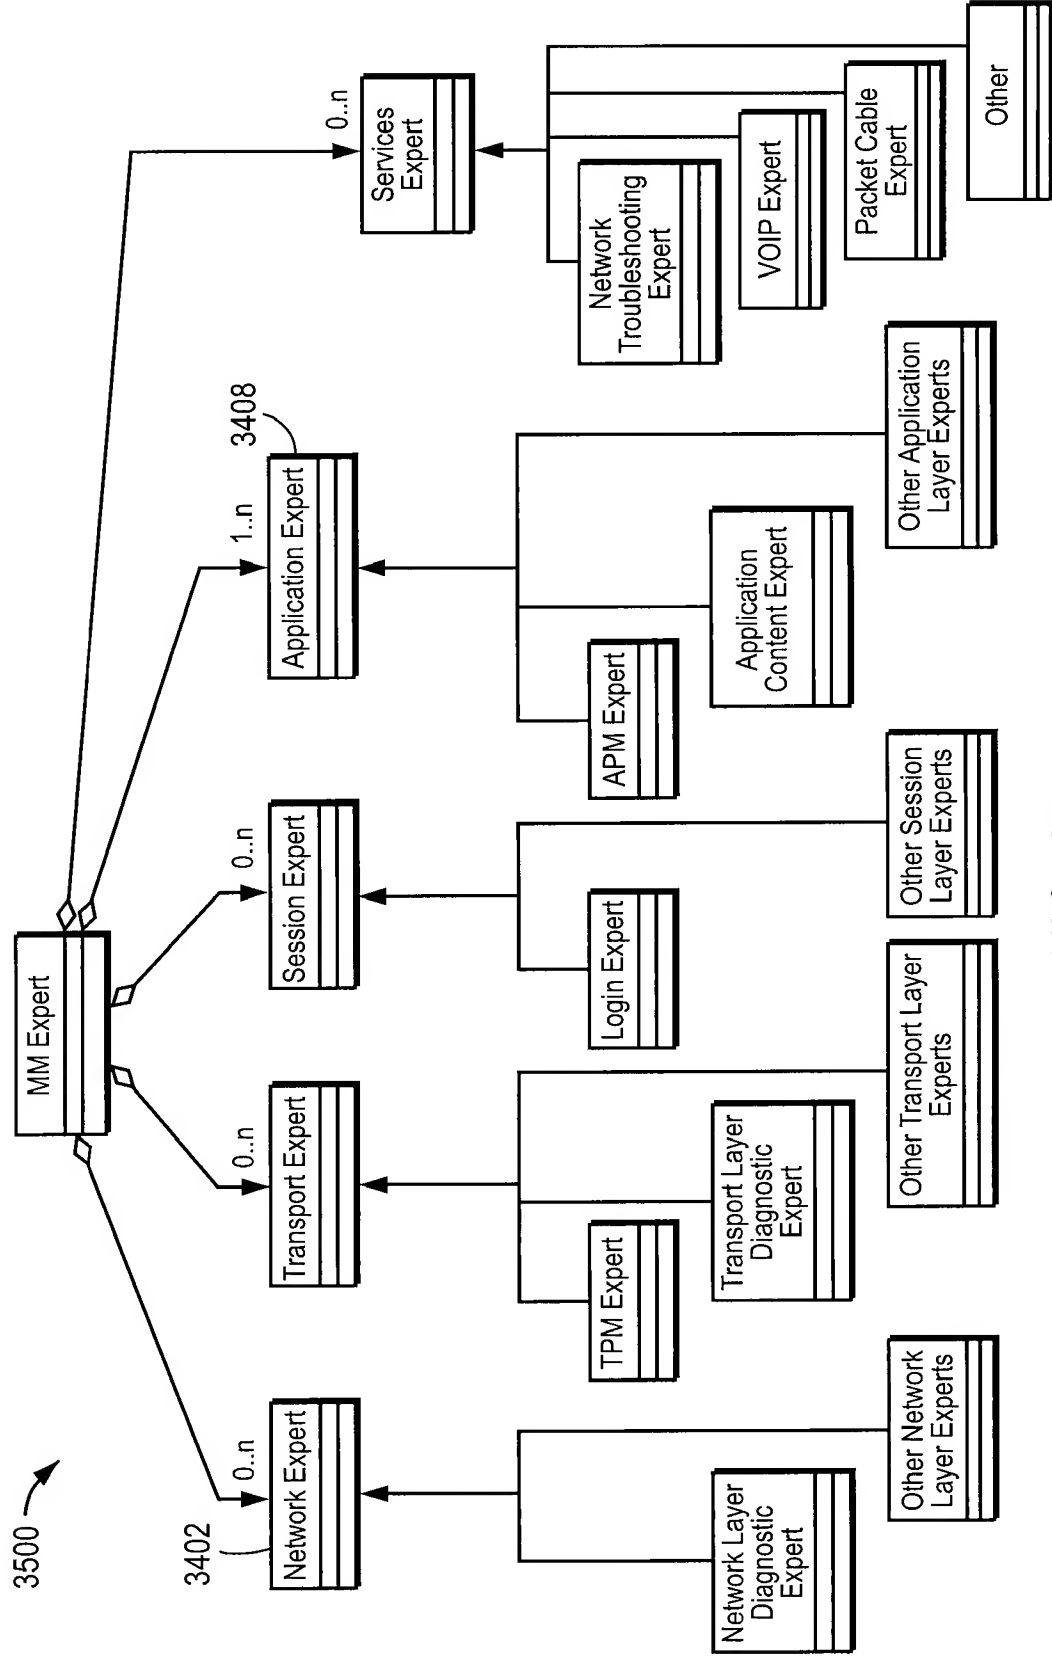 3500
MM Expert
3402
0..n
Network Expert
0..n
Transport Expert
0..n
Session Expert
1..n
3408
Application Expert
0..n
Services
Expert
Network Layer
Diagnostic
Expert
Other Network
Layer Experts
TPM Expert
Transport Layer
Diagnostic
Expert
Other Transport Layer
Experts
Login Expert
Other Session
Layer Experts
APM Expert
Application
Content Expert
Other Application
Layer Experts
Network
Troubleshooting
Expert
VOIP Expert
Packet Cable
Expert
Other